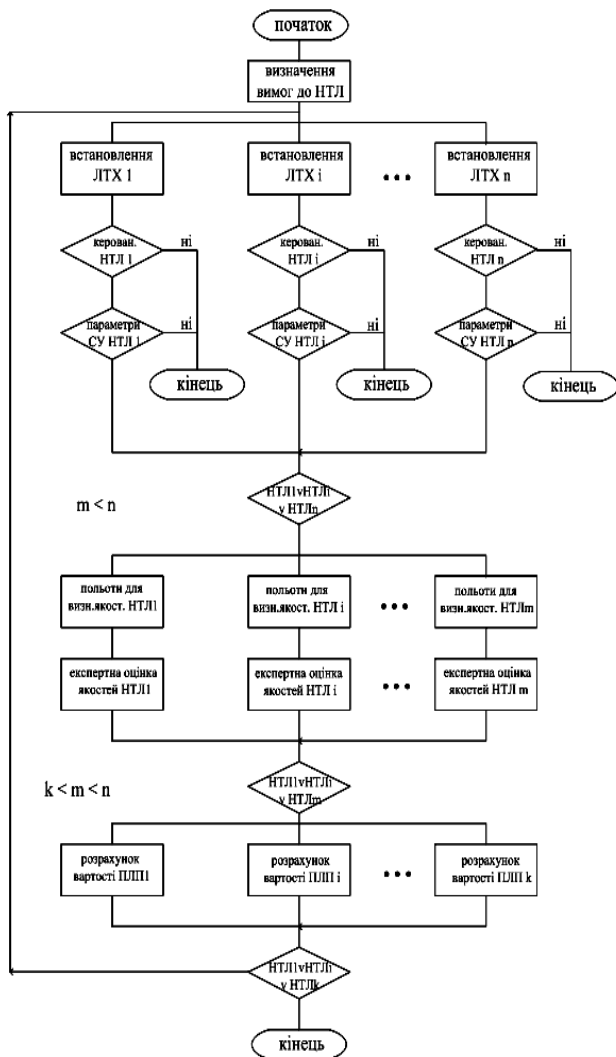 початок
визначення
вимог до НТЛ
встановлення
ЛТХ 1
встановлення
ЛТХ i
• • •
встановлення
ЛТХ n
керован.
НТЛ 1
ні
керован.
НТЛ i
ні
керован.
НТЛ n
ні
параметри
СУ НТЛ 1
ні
параметри
СУ НТЛ i
ні
параметри
СУ НТЛ n
ні
кінець
кінець
кінець
m < n
НТЛ1vНТЛi
v НТЛn
польоти для
визн.якост. НТЛ1
польоти для
визн.якост. НТЛ i
• • •
польоти для
визн.якост. НТЛm
експертна оцінка
якостей НТЛ1
експертна оцінка
якостей НТЛ i
• • •
експертна оцінка
якостей НТЛ m
k < m < n
НТЛ1vНТЛi
v НТЛm
розрахунок
вартості ПЛП1
розрахунок
вартості ПЛП i
• • •
розрахунок
вартості ПЛП k
НТЛ1vНТЛi
v НТЛk
кінець